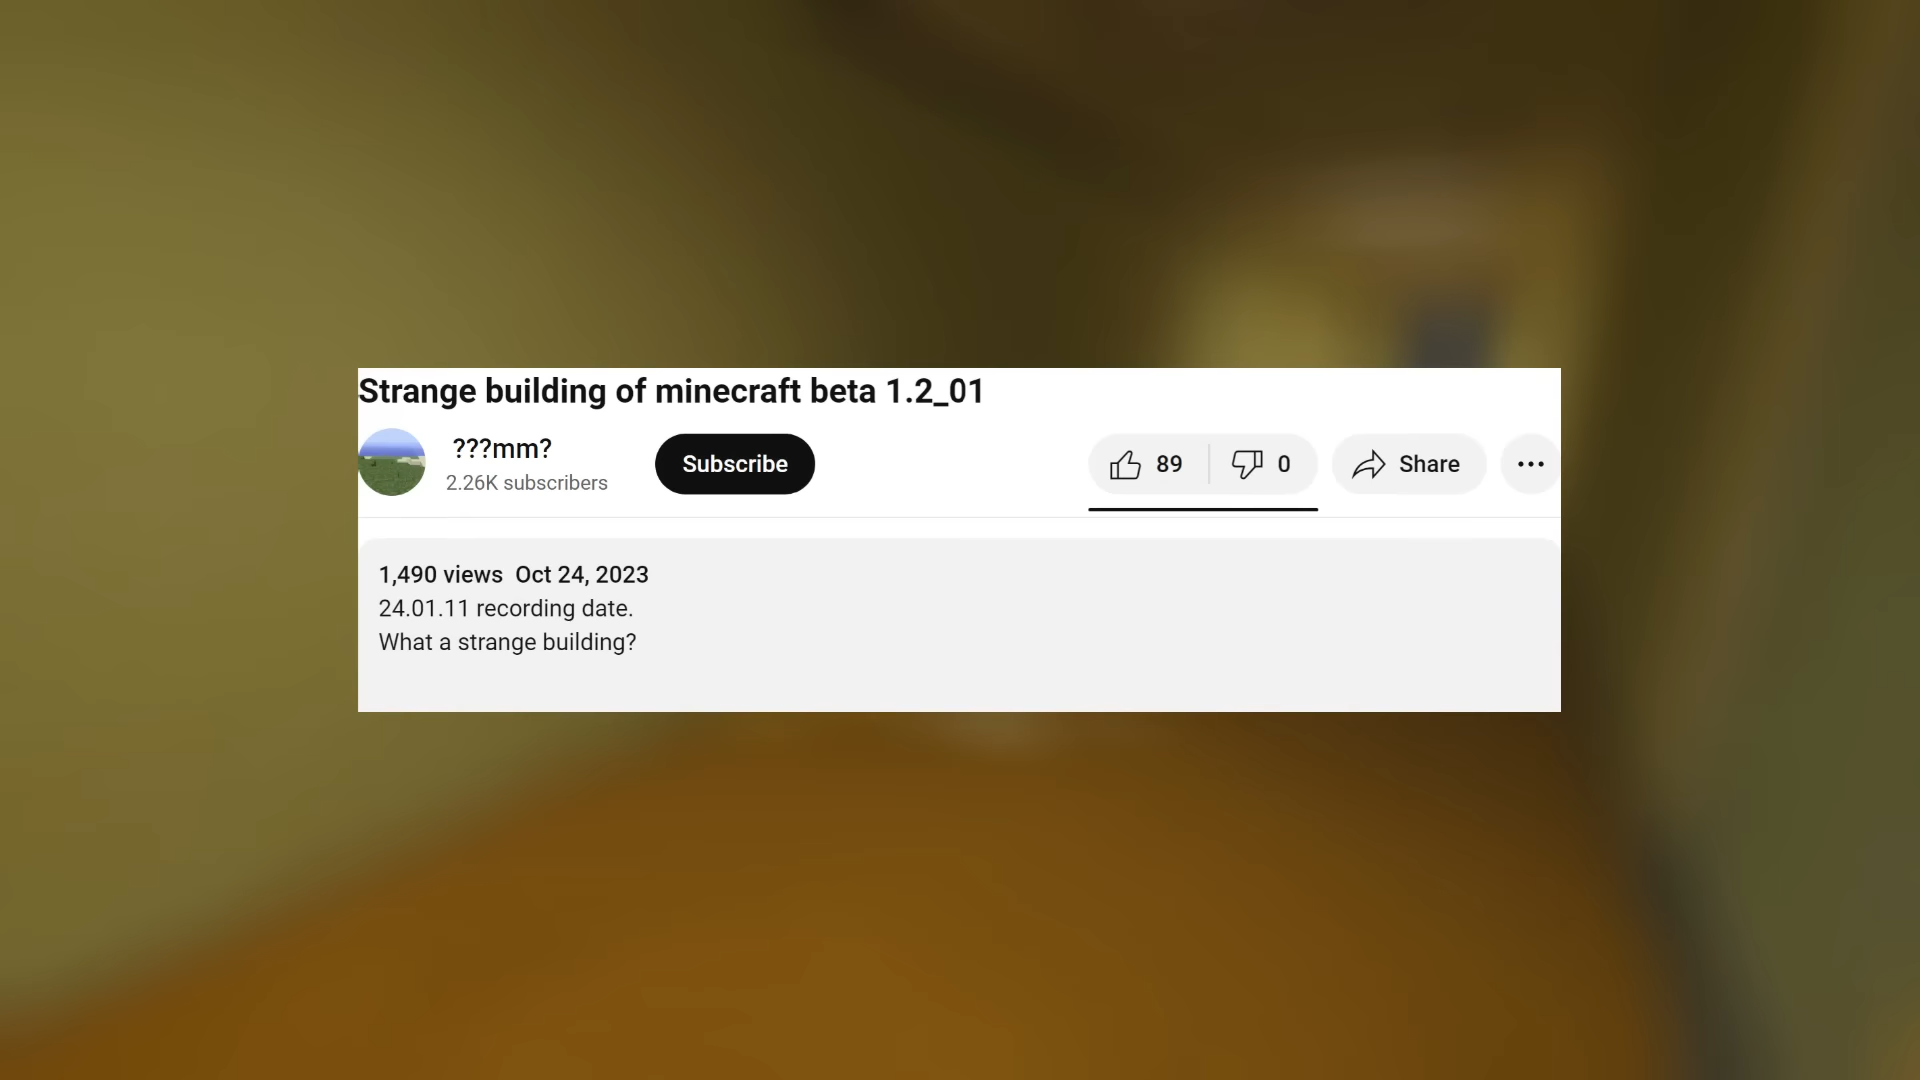 Strange building of minecraft beta 1.2_01
???mm?
2.26K subscribers
Subscribe
89
0
Share
1,490 views Oct 24, 2023
24.01.11 recording date.
What a strange building?